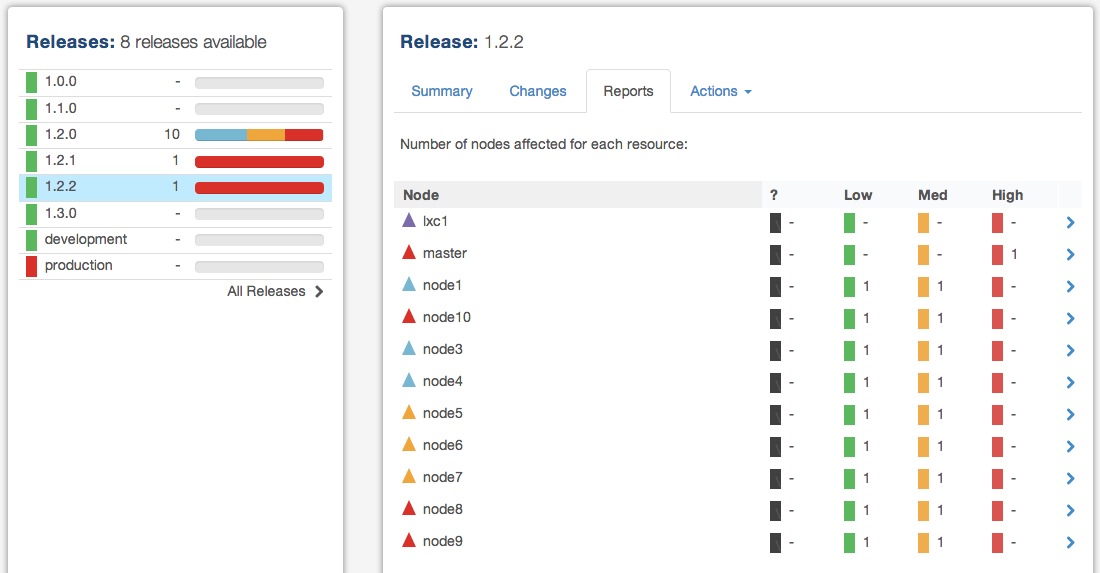 Releases: 8 releases available
1.0.0 -
1.1.0 -
1.2.0 10
1.2.1 1
1.2.2 1
1.3.0 -
development -
production -
All Releases
Release: 1.2.2
Summary Changes Reports Actions
Number of nodes affected for each resource:
Node ? Low Med High
lxc1 - - - -
master - - - 1
node1 - 1 1 -
node10 - 1 1 -
node3 - 1 1 -
node4 - 1 1 -
node5 - 1 1 -
node6 - 1 1 -
node7 - 1 1 -
node8 - 1 1 -
node9 - 1 1 -